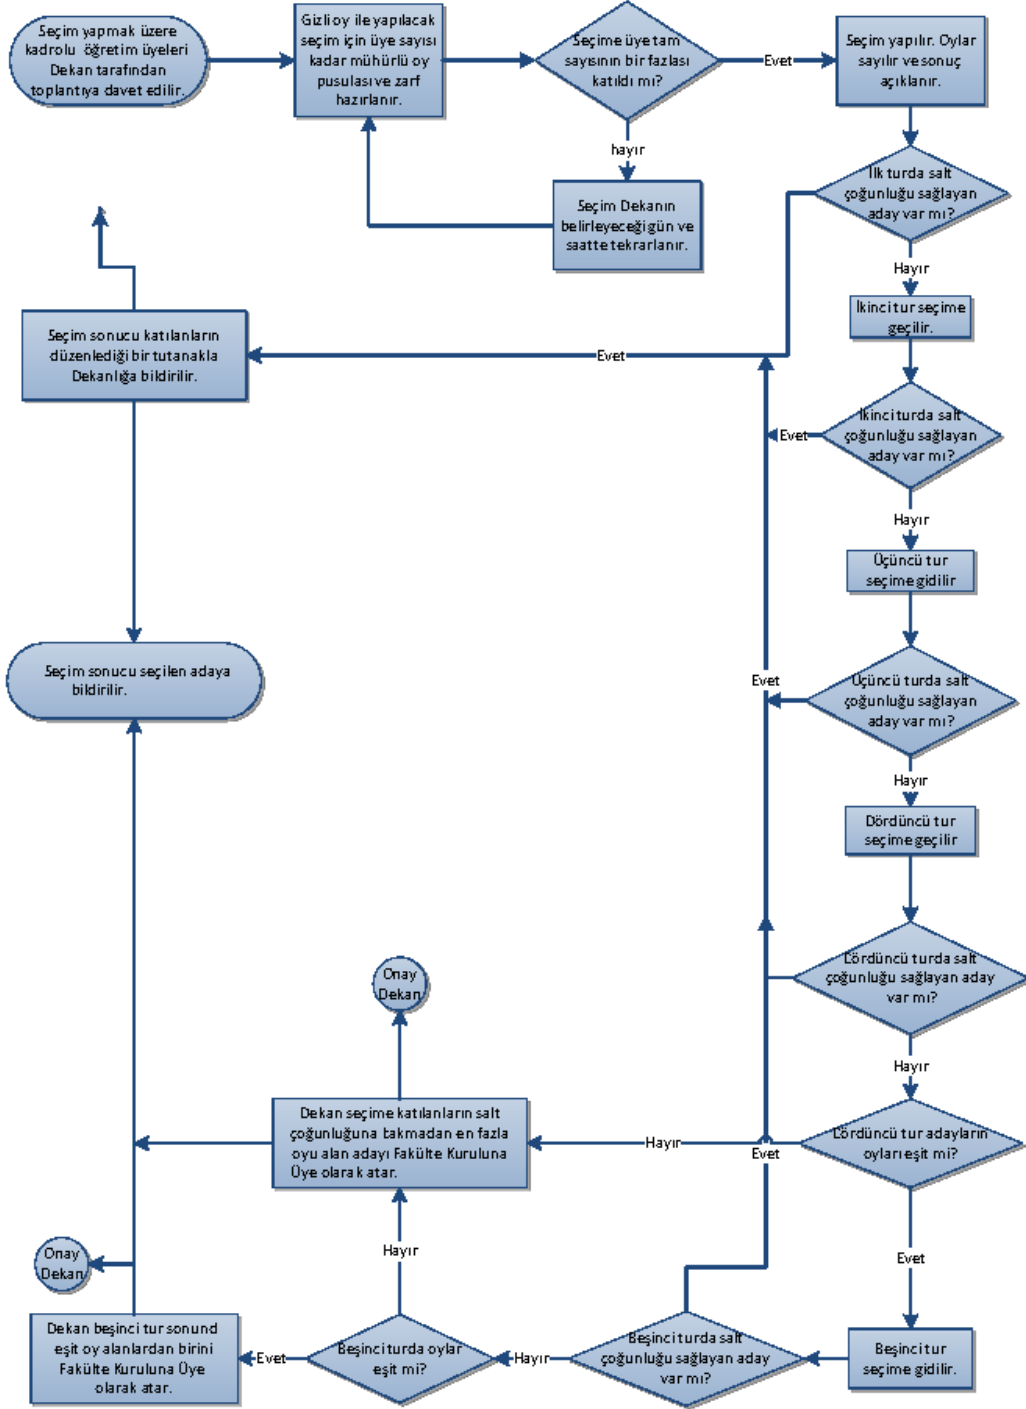 Seçim yapmak üzere
kadrolu öğretim üyeleri
Dekan tarafından
toplantıya davet edilir.
Gizli oy ile yapılacak
seçim için üye sayısı
kadar mühürlü oy
pusulası ve zarf
hazırlanır.
Seçime üye tam
sayısının bir fazlası
katıldı mı?
Evet
Seçim yapılır. Oylar
sayılır ve sonuç
açıklanır.
hayır
Seçim Dekanın
belirleyeceği gün ve
saatte tekrarlanır.
İlk turda salt
çoğunluğu sağlayan
aday var mı?
Hayır
İkinci tur seçime
geçilir.
Seçim sonucu katılanların
düzenlediği bir tutanakla
Dekanlığa bildirilir.
Evet
İkinci turda salt
çoğunluğu sağlayan
aday var mı?
Evet
Hayır
Üçüncü tur
seçime gidilir
Seçim sonucu seçilen adaya
bildirilir.
Evet
Üçüncü turda salt
çoğunluğu sağlayan
aday var mı?
Hayır
Dördüncü tur
seçime geçilir
Dördüncü turda salt
çoğunluğu sağlayan aday
var mı?
Onay
Dekan
Hayır
Dekan seçime katılanların salt
çoğunluğuna bakmadan en fazla
oyu alan adayı Fakülte Kuruluna
Üye olarak atar.
Hayır
Evet
Dördüncü tur adayların
oyları eşit mi?
Hayır
Evet
Onay
Dekan
Dekan beşinci tur sonund
eşit oy alanlardan birini
Fakülte Kuruluna Üye
olarak atar.
Evet
Beşinci turda oylar
eşit mi?
Hayır
Beşinci turda salt
çoğunluğu sağlayan aday
var mı?
Beşinci tur
seçime gidilir.